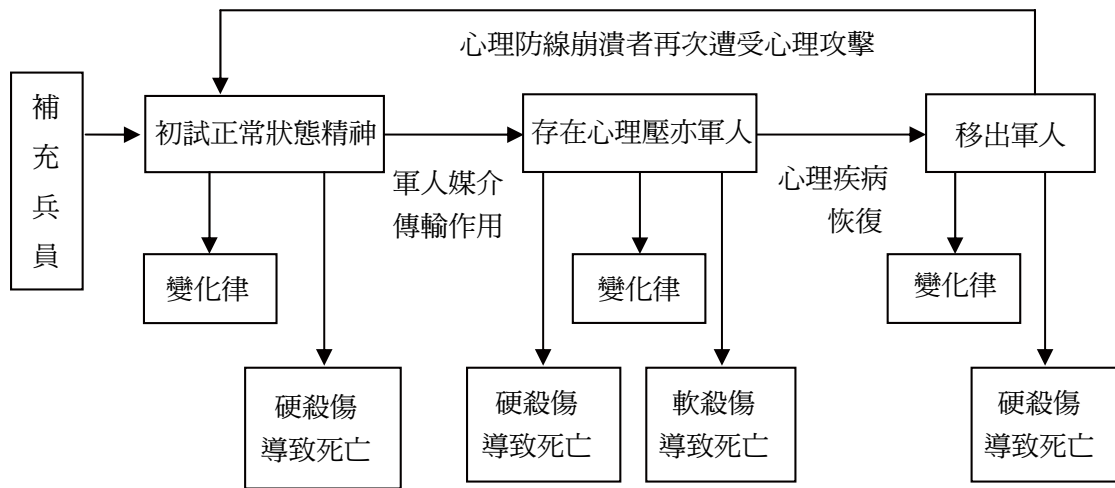 心理防線崩潰者再次遭受心理攻擊
補
充
兵
員
初試正常狀態精神
存在心理壓亦軍人
移出軍人
軍人媒介
傳輸作用
心理疾病
恢復
變化律
變化律
變化律
硬殺傷
導致死亡
硬殺傷
導致死亡
軟殺傷
導致死亡
硬殺傷
導致死亡